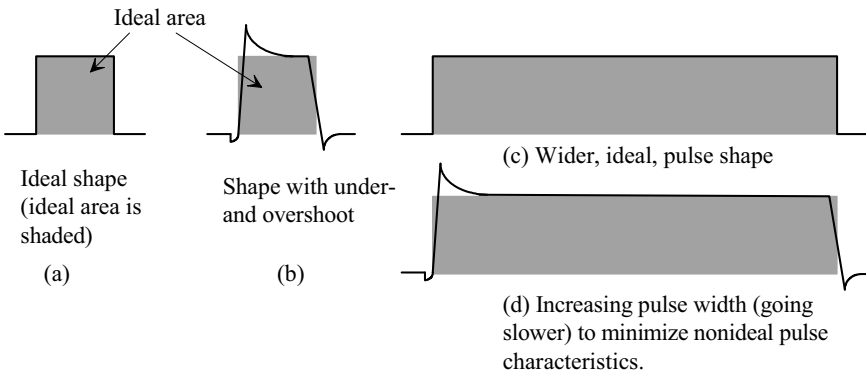 Ideal area
Ideal shape
(ideal area is
shaded)
(a)
Shape with under-
and overshoot
(b)
(c) Wider, ideal, pulse shape
(d) Increasing pulse width (going
slower) to minimize nonideal pulse
characteristics.